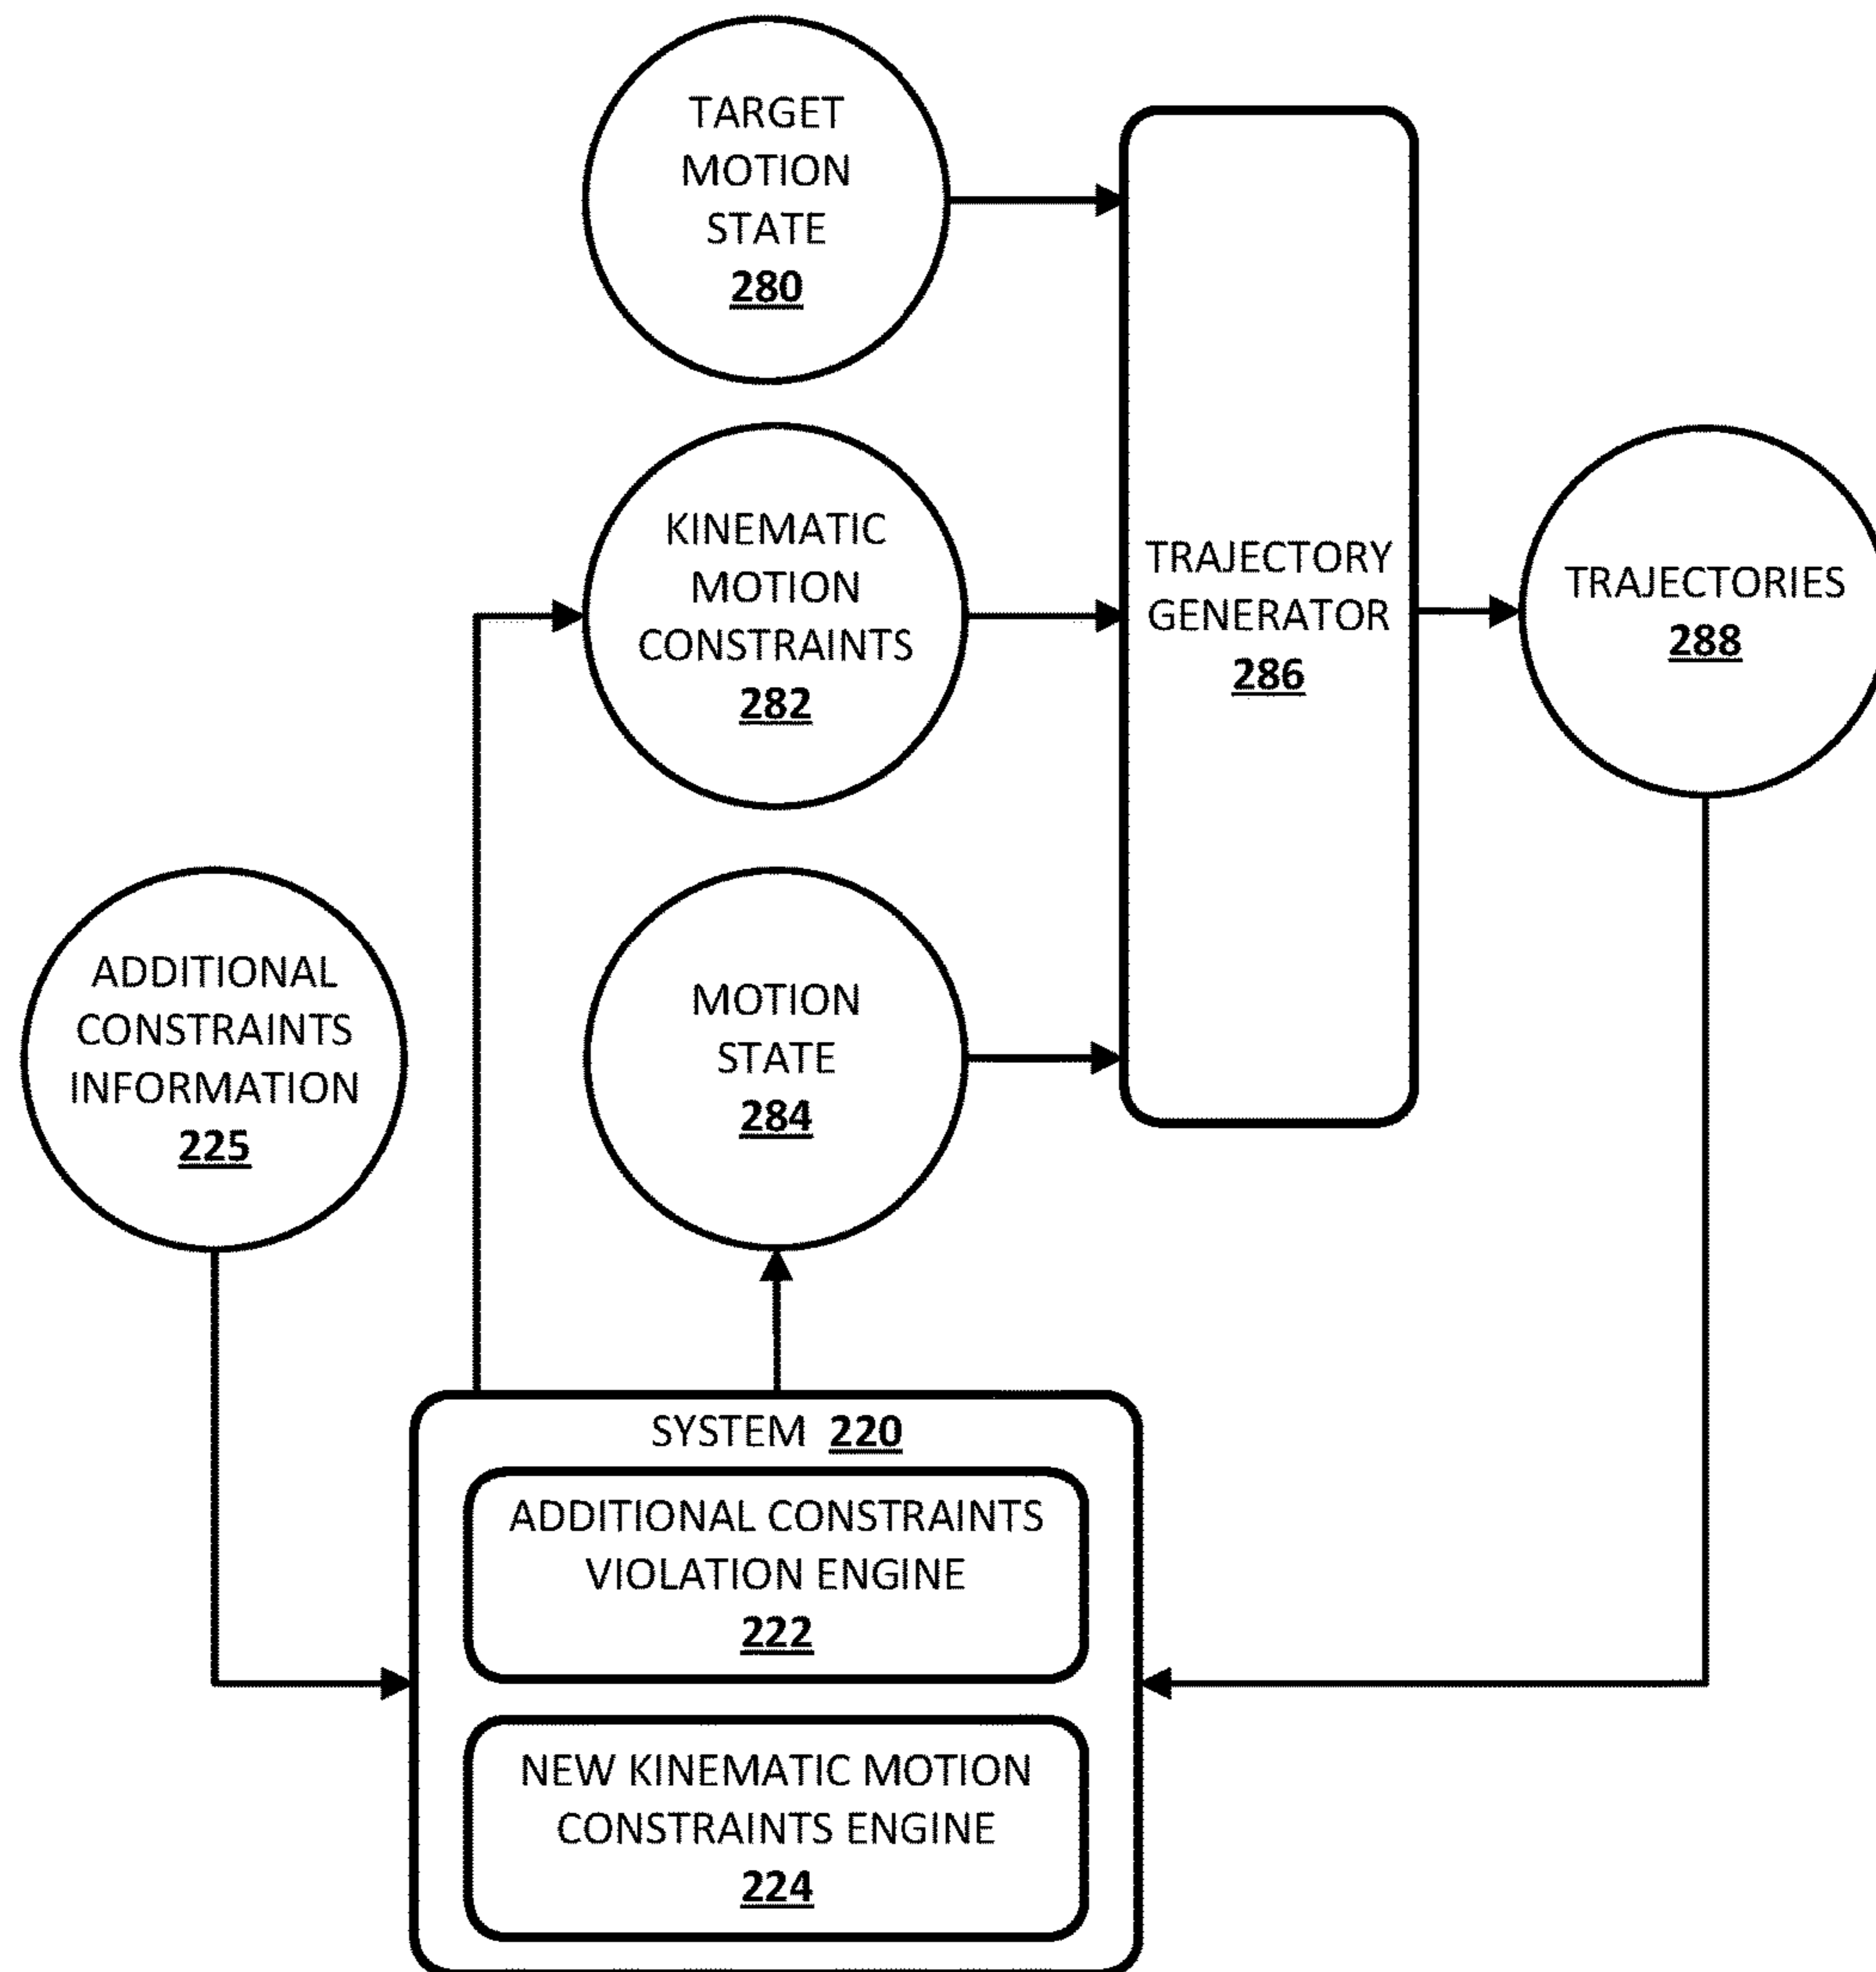 TARGET
MOTION
STATE
280
KINEMATIC
MOTION
CONSTRAINTS
282
TRAJECTORY
GENERATOR
286
TRAJECTORIES
288
ADDITIONAL
CONSTRAINTS
INFORMATION
225
MOTION
STATE
284
SYSTEM 220
ADDITIONAL CONSTRAINTS
VIOLATION ENGINE
222
NEW KINEMATIC MOTION
CONSTRAINTS ENGINE
224